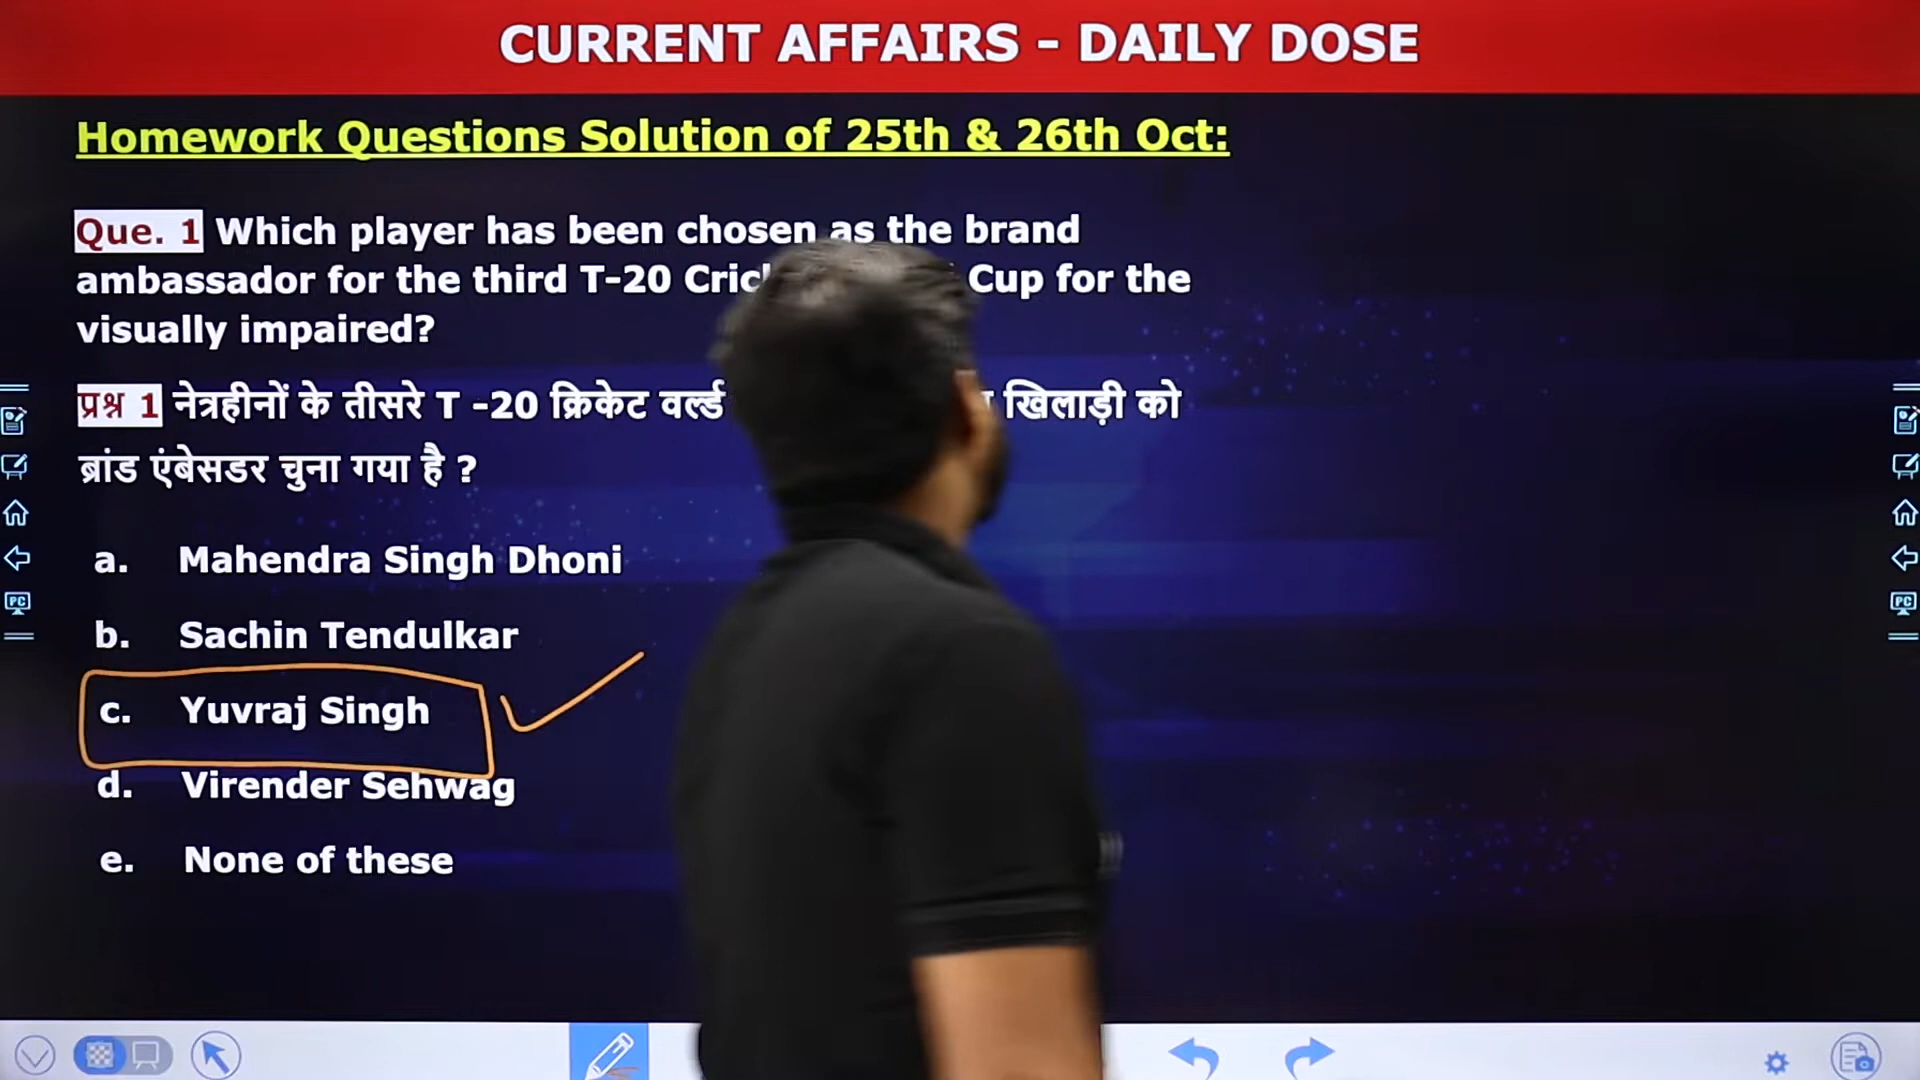 CURRENT AFFAIRS - DAILY DOSE
Homework Questions Solution of 25th & 26th Oct:
Que. 1 Which player has been chosen as the brand
ambassador for the third T-20 Cup for the
visually impaired?
प्रश्न 1 नेत्रहीनों के तीसरे T -20 क्रिकेट वर्ल्ड खिलाड़ी को
ब्रांड एंबेसडर चुना गया है ?
a. Mahendra Singh Dhoni
b. Sachin Tendulkar
c. Yuvraj Singh
d. Virender Sehwag
e. None of these
PC
PC